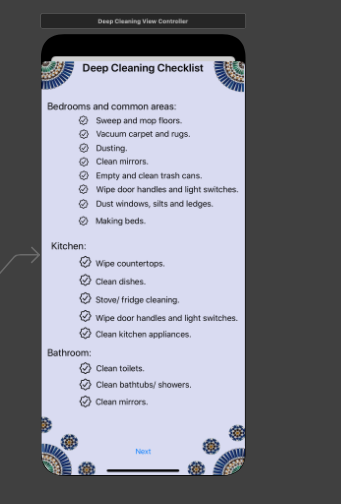 Deep Cleaning View Controller
Deep Cleaning Checklist
Bedrooms and common areas:
Sweep and mop floors.
Vacuum carpet and rugs.
Dusting.
Clean mirrors.
Empty and clean trash cans.
Wipe door handles and light switches.
Dust windows, silts and ledges.
Making beds.
Kitchen:
Wipe countertops.
Clean dishes.
Stove/ fridge cleaning.
Wipe door handles and light switches.
Clean kitchen appliances.
Bathroom:
Clean toilets.
Clean bathtubs/ showers.
Clean mirrors.
Next